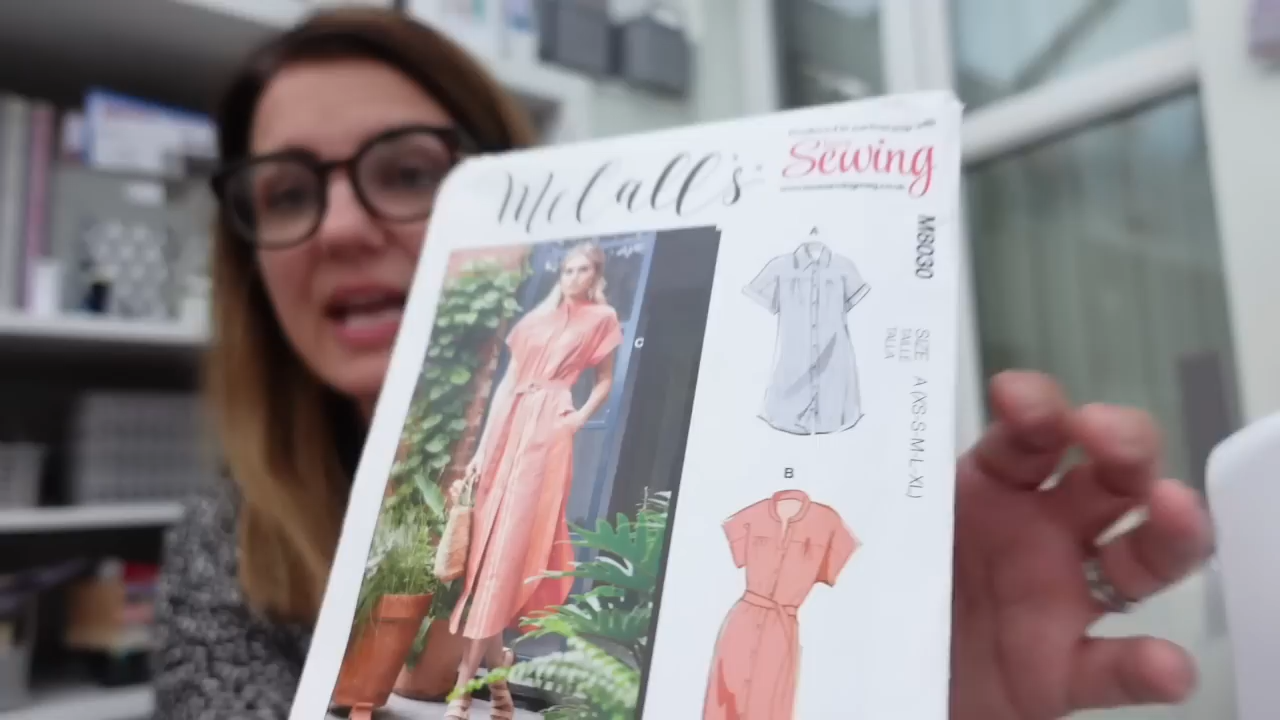 McCall's
Sewing
M8030
A
SIZE A (XS-S-M-L-XL)
TAILLE
TALLA
C
B